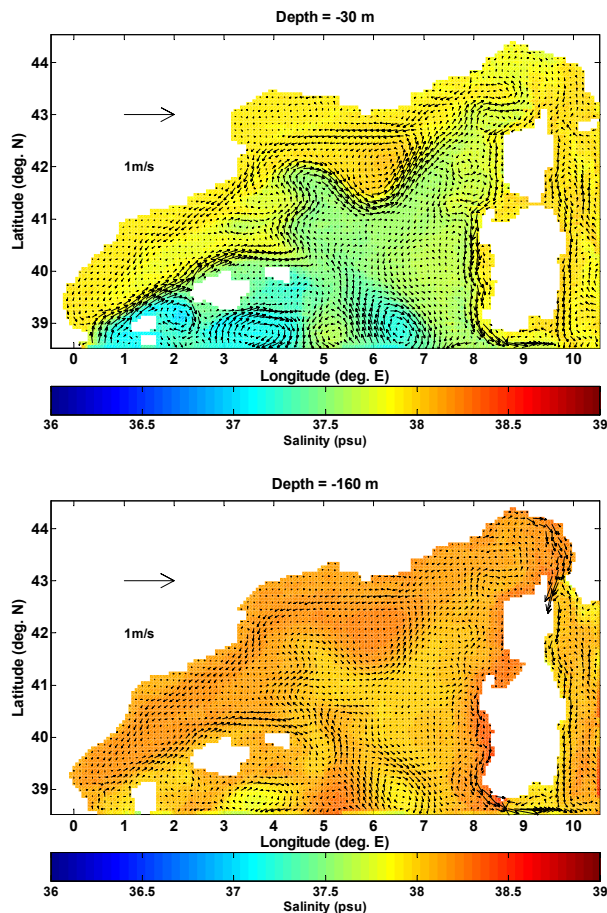 Depth = -30 m
44
43
42
41
40
39
Latitude (deg. N)
1m/s
0 1 2 3 4 5 6 7 8 9 10
Longitude (deg. E)
36 36.5 37 37.5 38 38.5 39
Salinity (psu)
Depth = -160 m
44
43
42
41
40
39
Latitude (deg. N)
1m/s
0 1 2 3 4 5 6 7 8 9 10
Longitude (deg. E)
36 36.5 37 37.5 38 38.5 39
Salinity (psu)